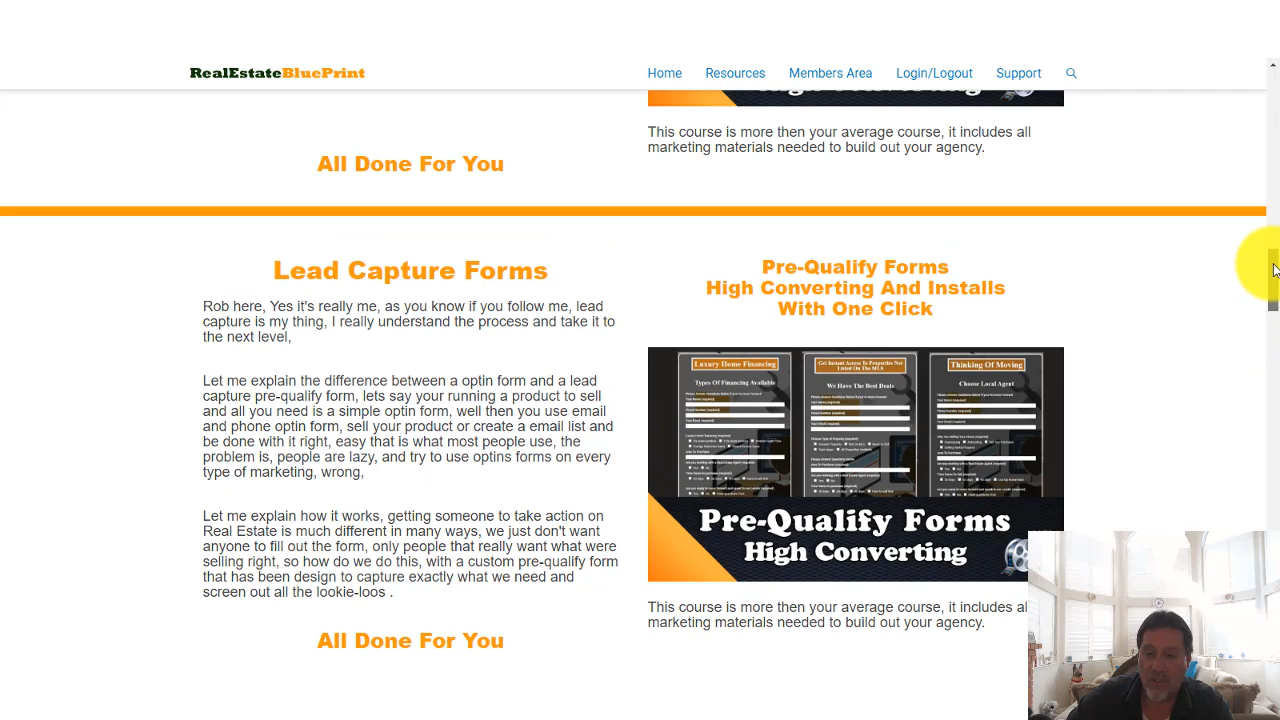 RealEstateBluePrint
Home
Resources
Members Area
Login/Logout
Support
High Converting
This course is more then your average course, it includes all
marketing materials needed to build out your agency.
All Done For You
Lead Capture Forms
Rob here, Yes it's really me, as you know if you follow me, lead
capture is my thing, I really understand the process and take it to
the next level,
Let me explain the difference between a optin form and a lead
capture pre-qualify form, lets say your running a product to sell
and all you need is a simple optin form, well then you use email
and phone optin form, sell your product or create a email list and
be done with it right, easy that is what most people use, the
problem is people are lazy, and try to use optins forms on every
type of marketing, wrong,
Let me explain how it works, getting someone to take action on
Real Estate is much different in many ways, we just don't want
anyone to fill out the form, only people that really want what were
selling right, so how do we do this, with a custom pre-qualify form
that has been design to capture exactly what we need and
screen out all the lookie-loos .
All Done For You
Pre-Qualify Forms
High Converting And Installs
With One Click
Luxury Home Financing
Types Of Financing Available
Get Instant Access To Properties Not
Listed On The MLS
We Have The Best Deals
Thinking Of Moving
Choose Local Agent
Pre-Qualify Forms
High Converting
This course is more then your average course, it includes al
marketing materials needed to build out your agency.